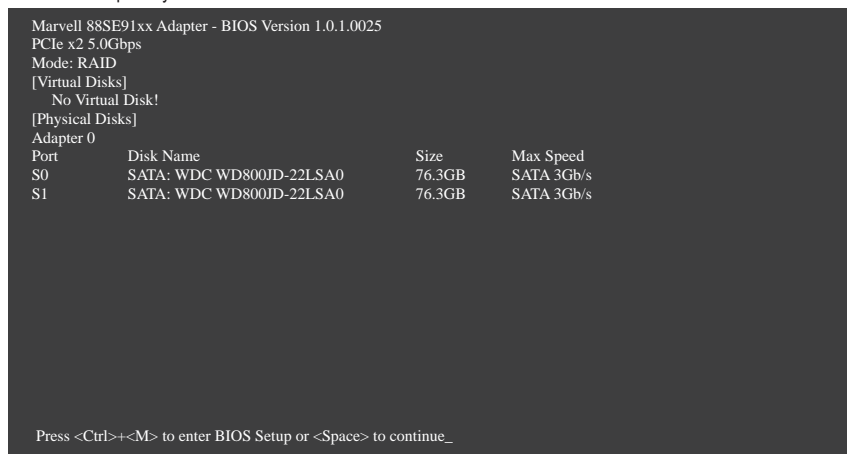 Marvell 88SE91xx Adapter - BIOS Version 1.0.1.0025
PCIe x2 5.0Gbps
Mode: RAID
[Virtual Disks]
No Virtual Disk!
[Physical Disks]
Adapter 0
Port Disk Name Size Max Speed
S0 SATA: WDC WD800JD-22LSA0 76.3GB SATA 3Gb/s
S1 SATA: WDC WD800JD-22LSA0 76.3GB SATA 3Gb/s
Press <Ctrl>+<M> to enter BIOS Setup or <Space> to continue_